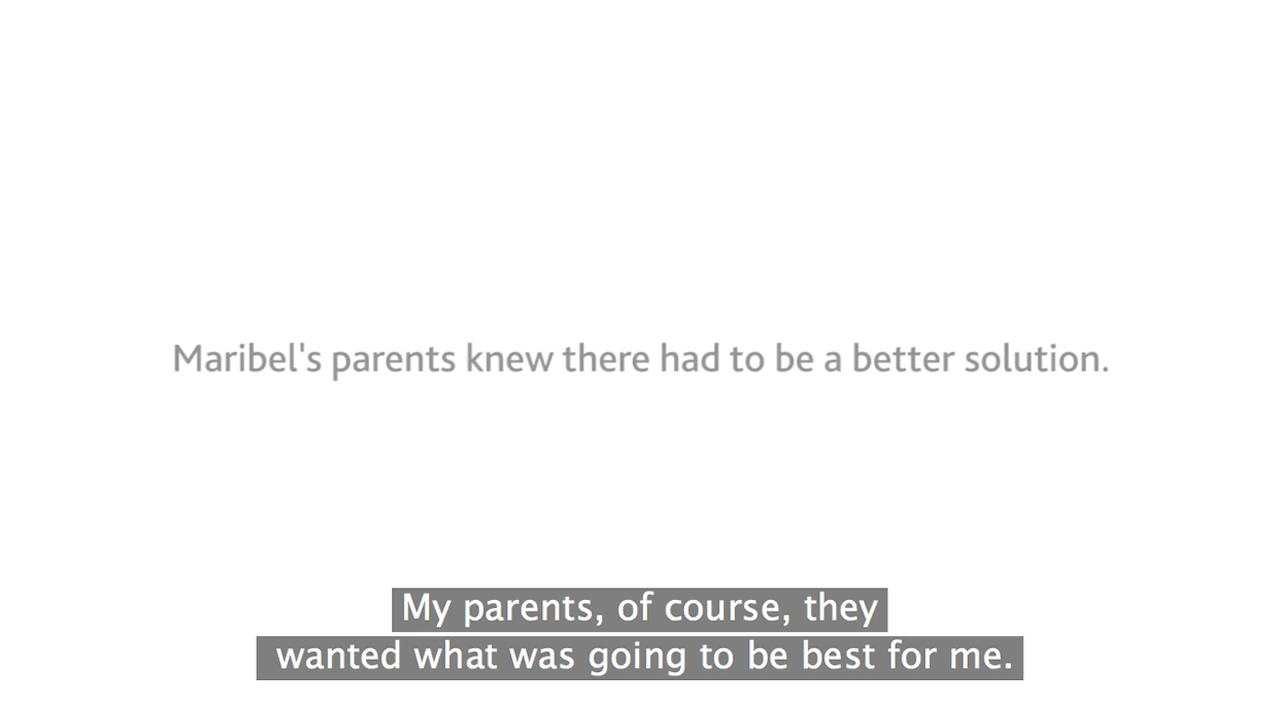 Maribel's parents knew there had to be a better solution.
My parents, of course, they
wanted what was going to be best for me.